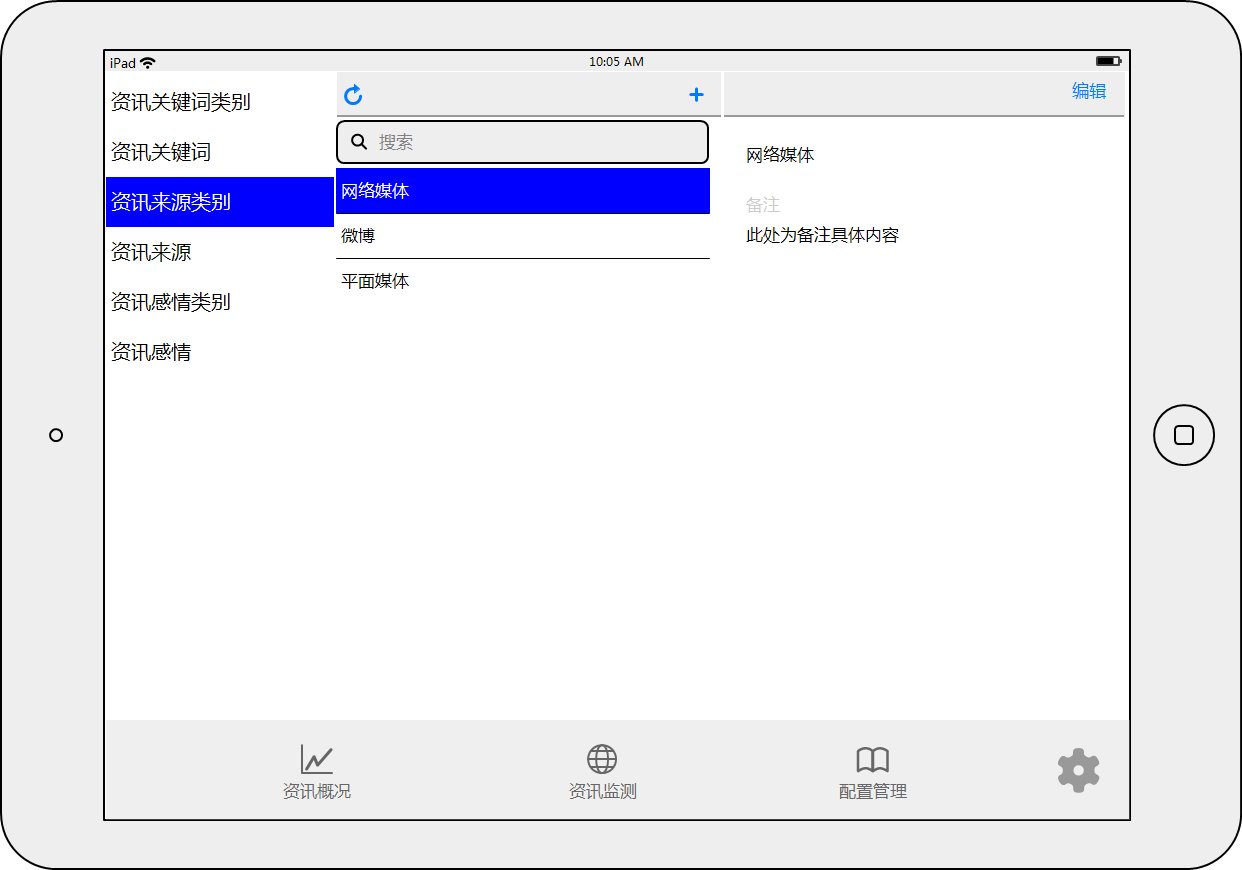 iPad
10:05 AM
资讯关键词类别
资讯关键词
资讯来源类别
资讯来源
资讯感情类别
资讯感情
搜索
网络媒体
微博
平面媒体
编辑
网络媒体
备注
此处为备注具体内容
资讯概况
资讯监测
配置管理